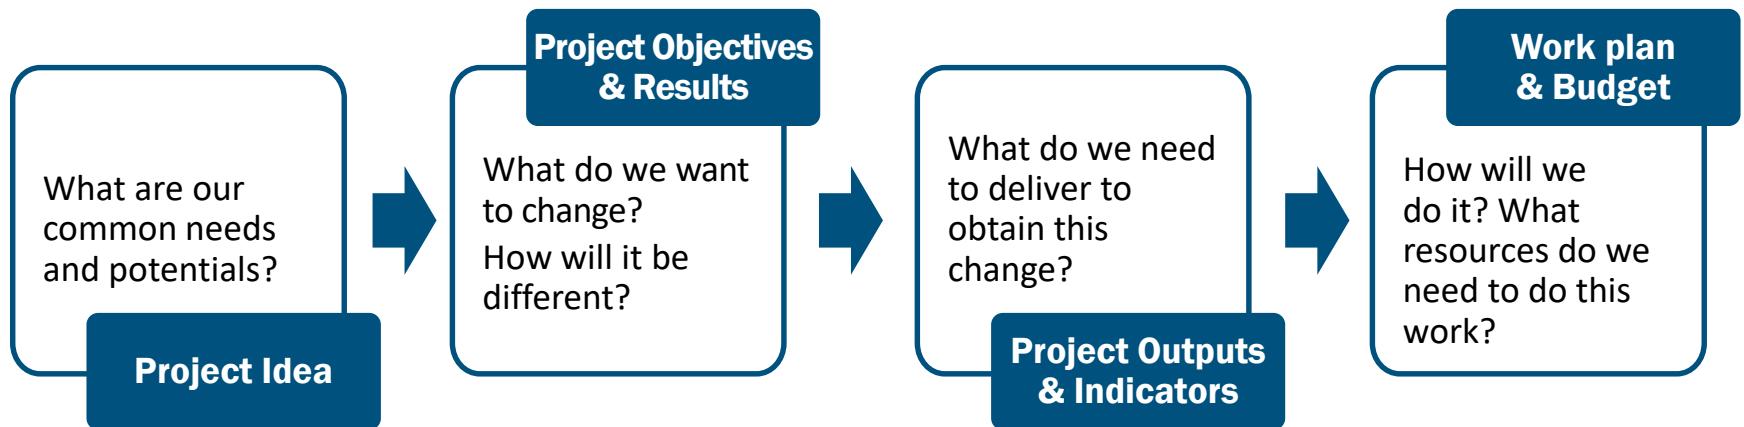 What are our
common needs
and potentials?
Project Idea
Project Objectives
& Results
What do we want
to change?
How will it be
different?
What do we need
to deliver to
obtain this
change?
Project Outputs
& Indicators
Work plan
& Budget
How will we
do it? What
resources do we
need to do this
work?